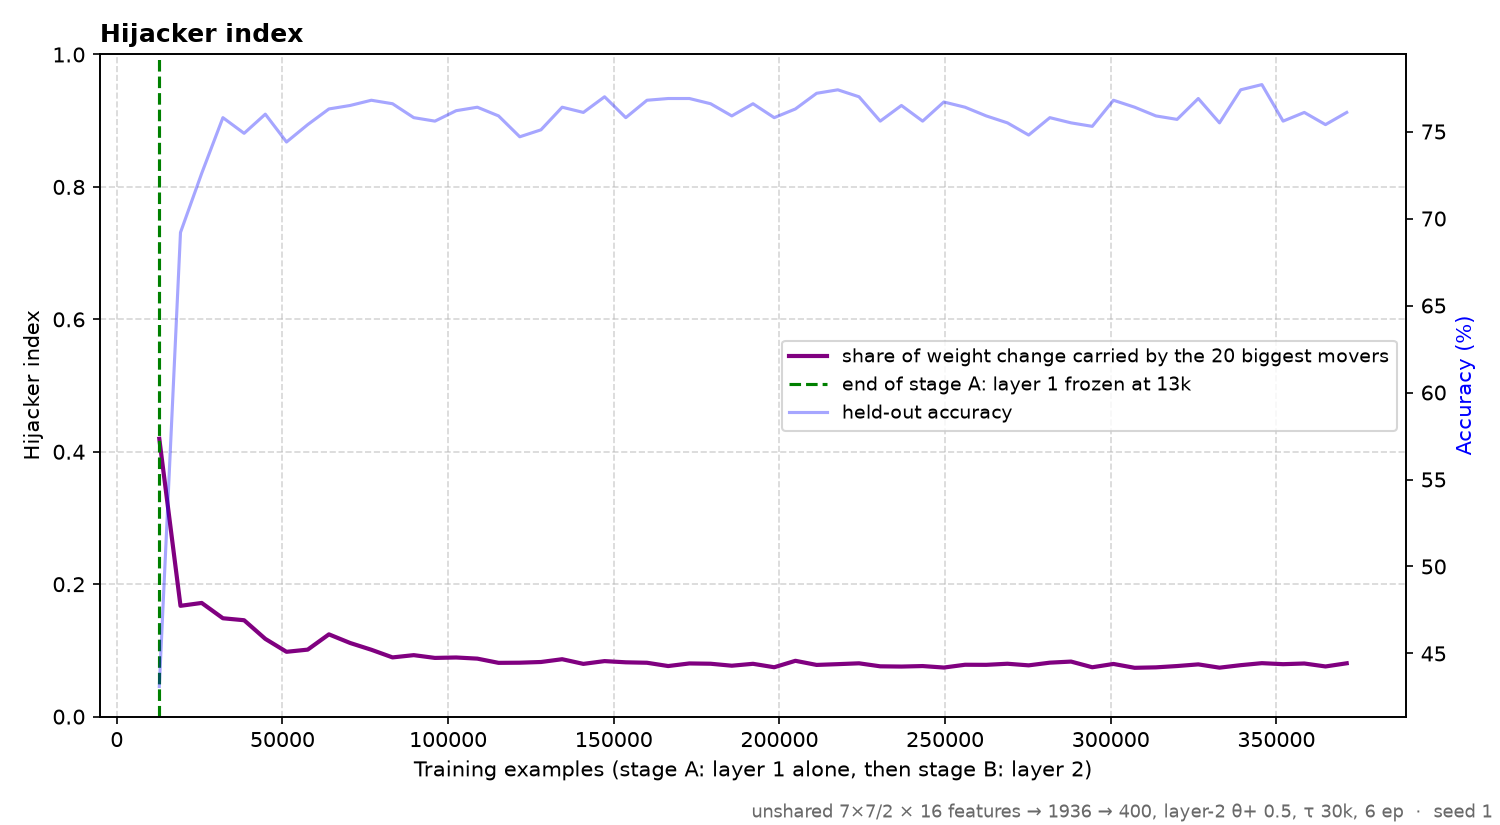 Hijacker index
1.0
0.8
0.6
0.4
0.2
0.0
Hijacker index
75
70
65
60
55
50
45
Accuracy (%)
share of weight change carried by the 20 biggest movers
end of stage A: layer 1 frozen at 13k
held-out accuracy
0 50000 100000 150000 200000 250000 300000 350000
Training examples (stage A: layer 1 alone, then stage B: layer 2)
unshared 7×7/2 × 16 features → 1936 → 400, layer-2 θ+ 0.5, τ 30k, 6 ep · seed 1